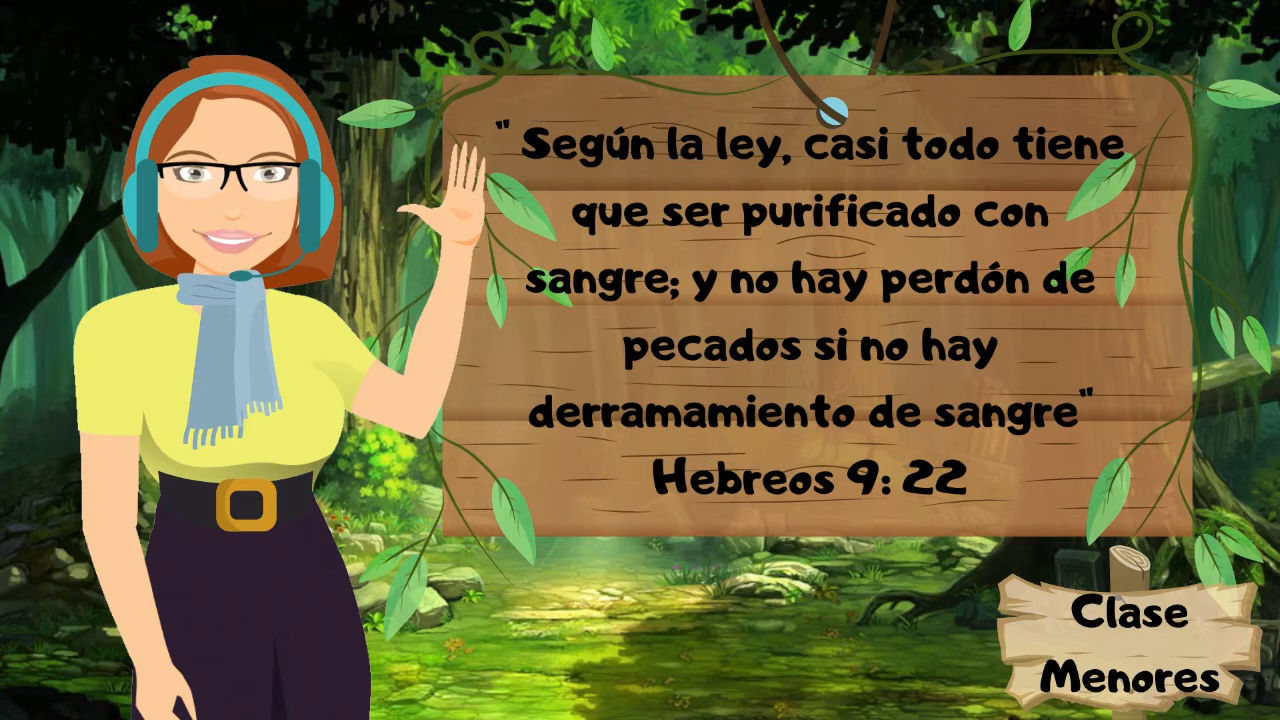 " Según la ley, casi todo tiene
que ser purificado con
sangre; y no hay perdón de
pecados si no hay
derramamiento de sangre"
Hebreos 9: 22
Clase
Menores